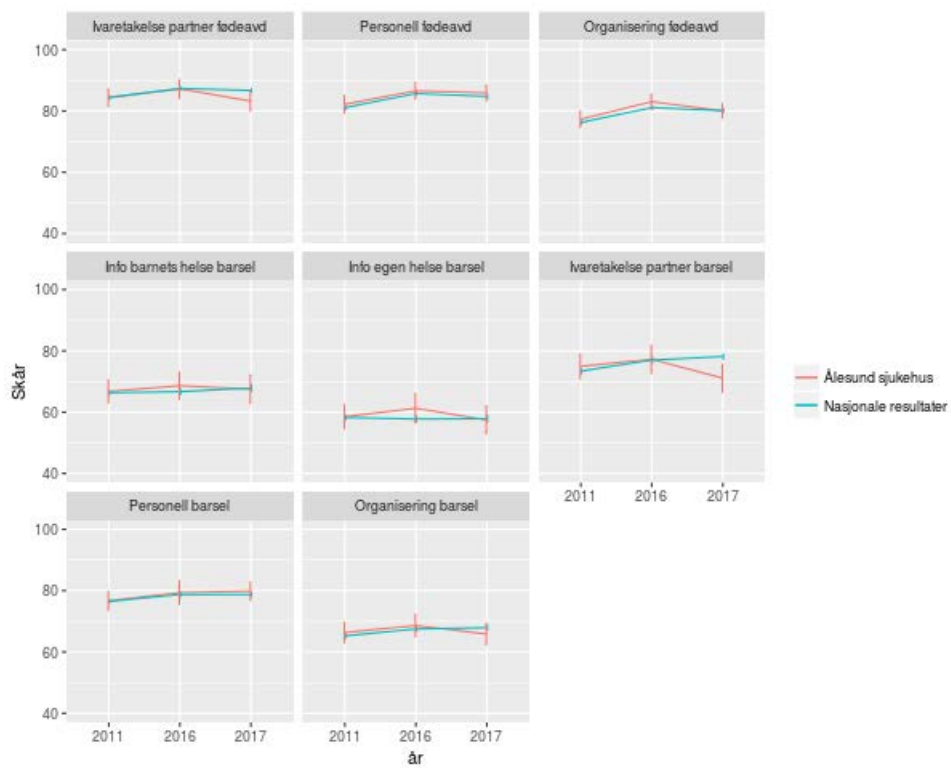 Ivaretakelse partner fødeavd
Personell fødeavd
Organisering fødeavd
100
80
60
40
Info barnets helse barsel
Info egen helse barsel
Ivaretakelse partner barsel
100
80
60
40
2011 2016 2017
Personell barsel
Organisering barsel
100
80
60
40
2011 2016 2017
2011 2016 2017
Skår
år
Ålesund sjukehus
Nasjonale resultater